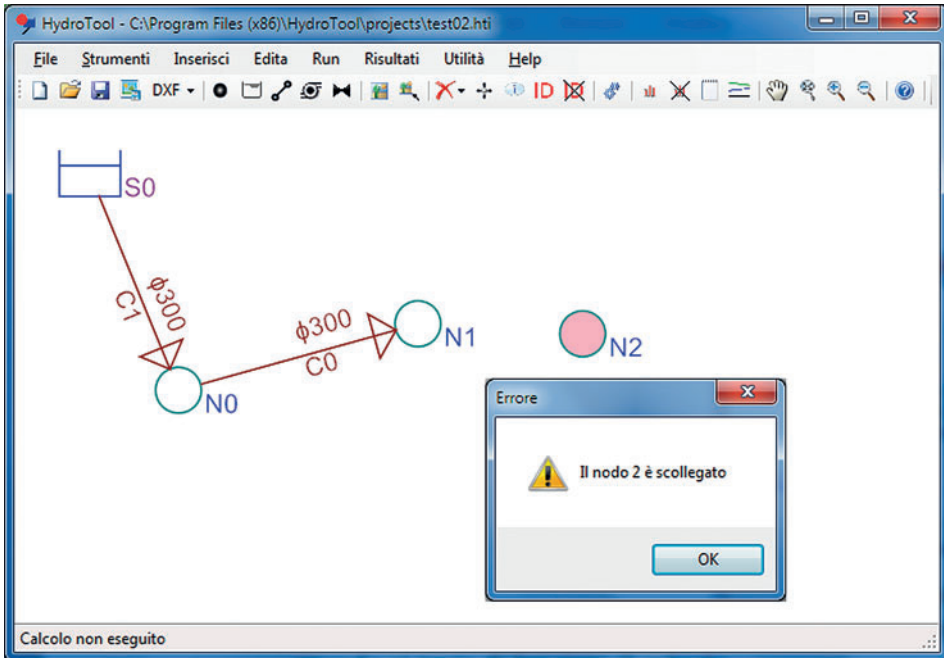 HydroTool - C:\Program Files (x86)\HydroTool\projects\test02.hti
File Strumenti Inserisci Edita Run Risultati Utilità Help
DXF ID
S0
ϕ300
C1
N0
ϕ300
C0
N1
N2
Errore
Il nodo 2 è scollegato
OK
Calcolo non eseguito